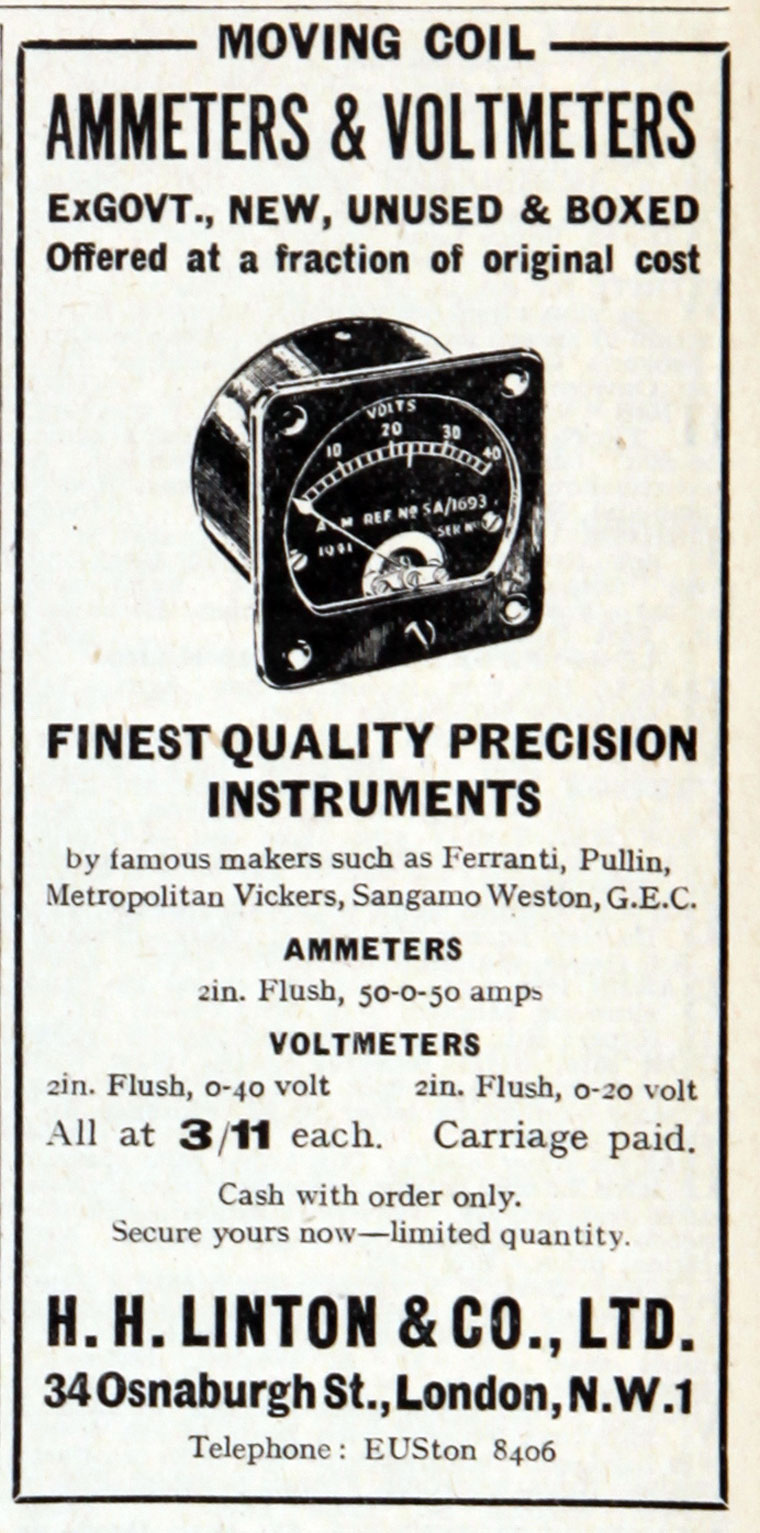 MOVING COIL
AMMETERS & VOLTMETERS
ExGOVT., NEW, UNUSED & BOXED
Offered at a fraction of original cost
VOLTS
10 20 30 40
A M REF. Nº 5A/1693
SER Nº
1941
FINEST QUALITY PRECISION
INSTRUMENTS
by famous makers such as Ferranti, Pullin,
Metropolitan Vickers, Sangamo Weston, G.E.C.
AMMETERS
2in. Flush, 50-0-50 amps
VOLTMETERS
2in. Flush, 0-40 volt 2in. Flush, 0-20 volt
All at 3/11 each. Carriage paid.
Cash with order only.
Secure yours now—limited quantity.
H. H. LINTON & CO., LTD.
34 Osnaburgh St., London, N.W.1
Telephone: EUSton 8406